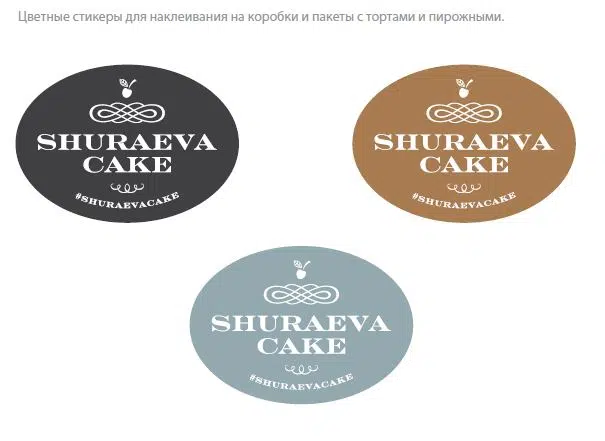 Цветные стикеры для наклеивания на коробки и пакеты с тортами и пирожными.
SHURAEVA
CAKE
#SHURAEVACAKE
SHURAEVA
CAKE
#SHURAEVACAKE
SHURAEVA
CAKE
#SHURAEVACAKE